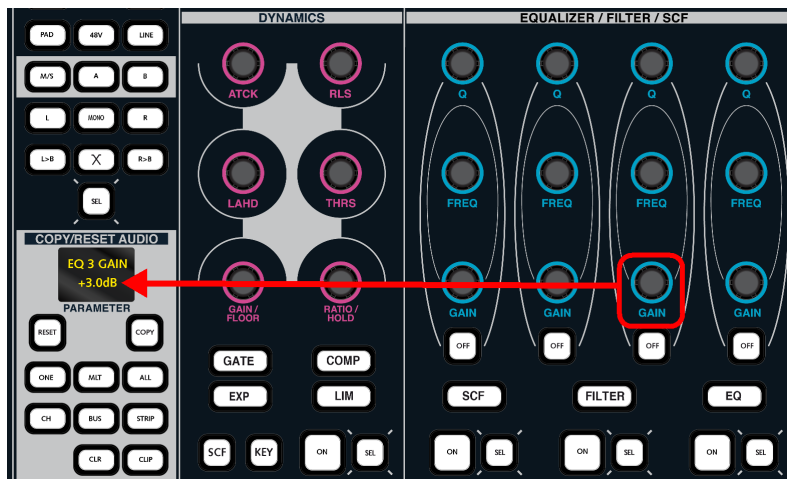 PAD 48V LINE
M/S A B
L MONO R
L>B X R>B
SEL
COPY/RESET AUDIO
EQ 3 GAIN
+3.0dB
PARAMETER
RESET COPY
ONE MLT ALL
CH BUS STRIP
CLR CLIP
DYNAMICS
ATCK RLS
LAHD THRS
GAIN / FLOOR RATIO / HOLD
GATE COMP
EXP LIM
SCF KEY ON SEL
EQUALIZER / FILTER / SCF
Q Q Q Q
FREQ FREQ FREQ FREQ
GAIN GAIN GAIN GAIN
OFF OFF OFF OFF
SCF FILTER EQ
ON SEL ON SEL ON SEL